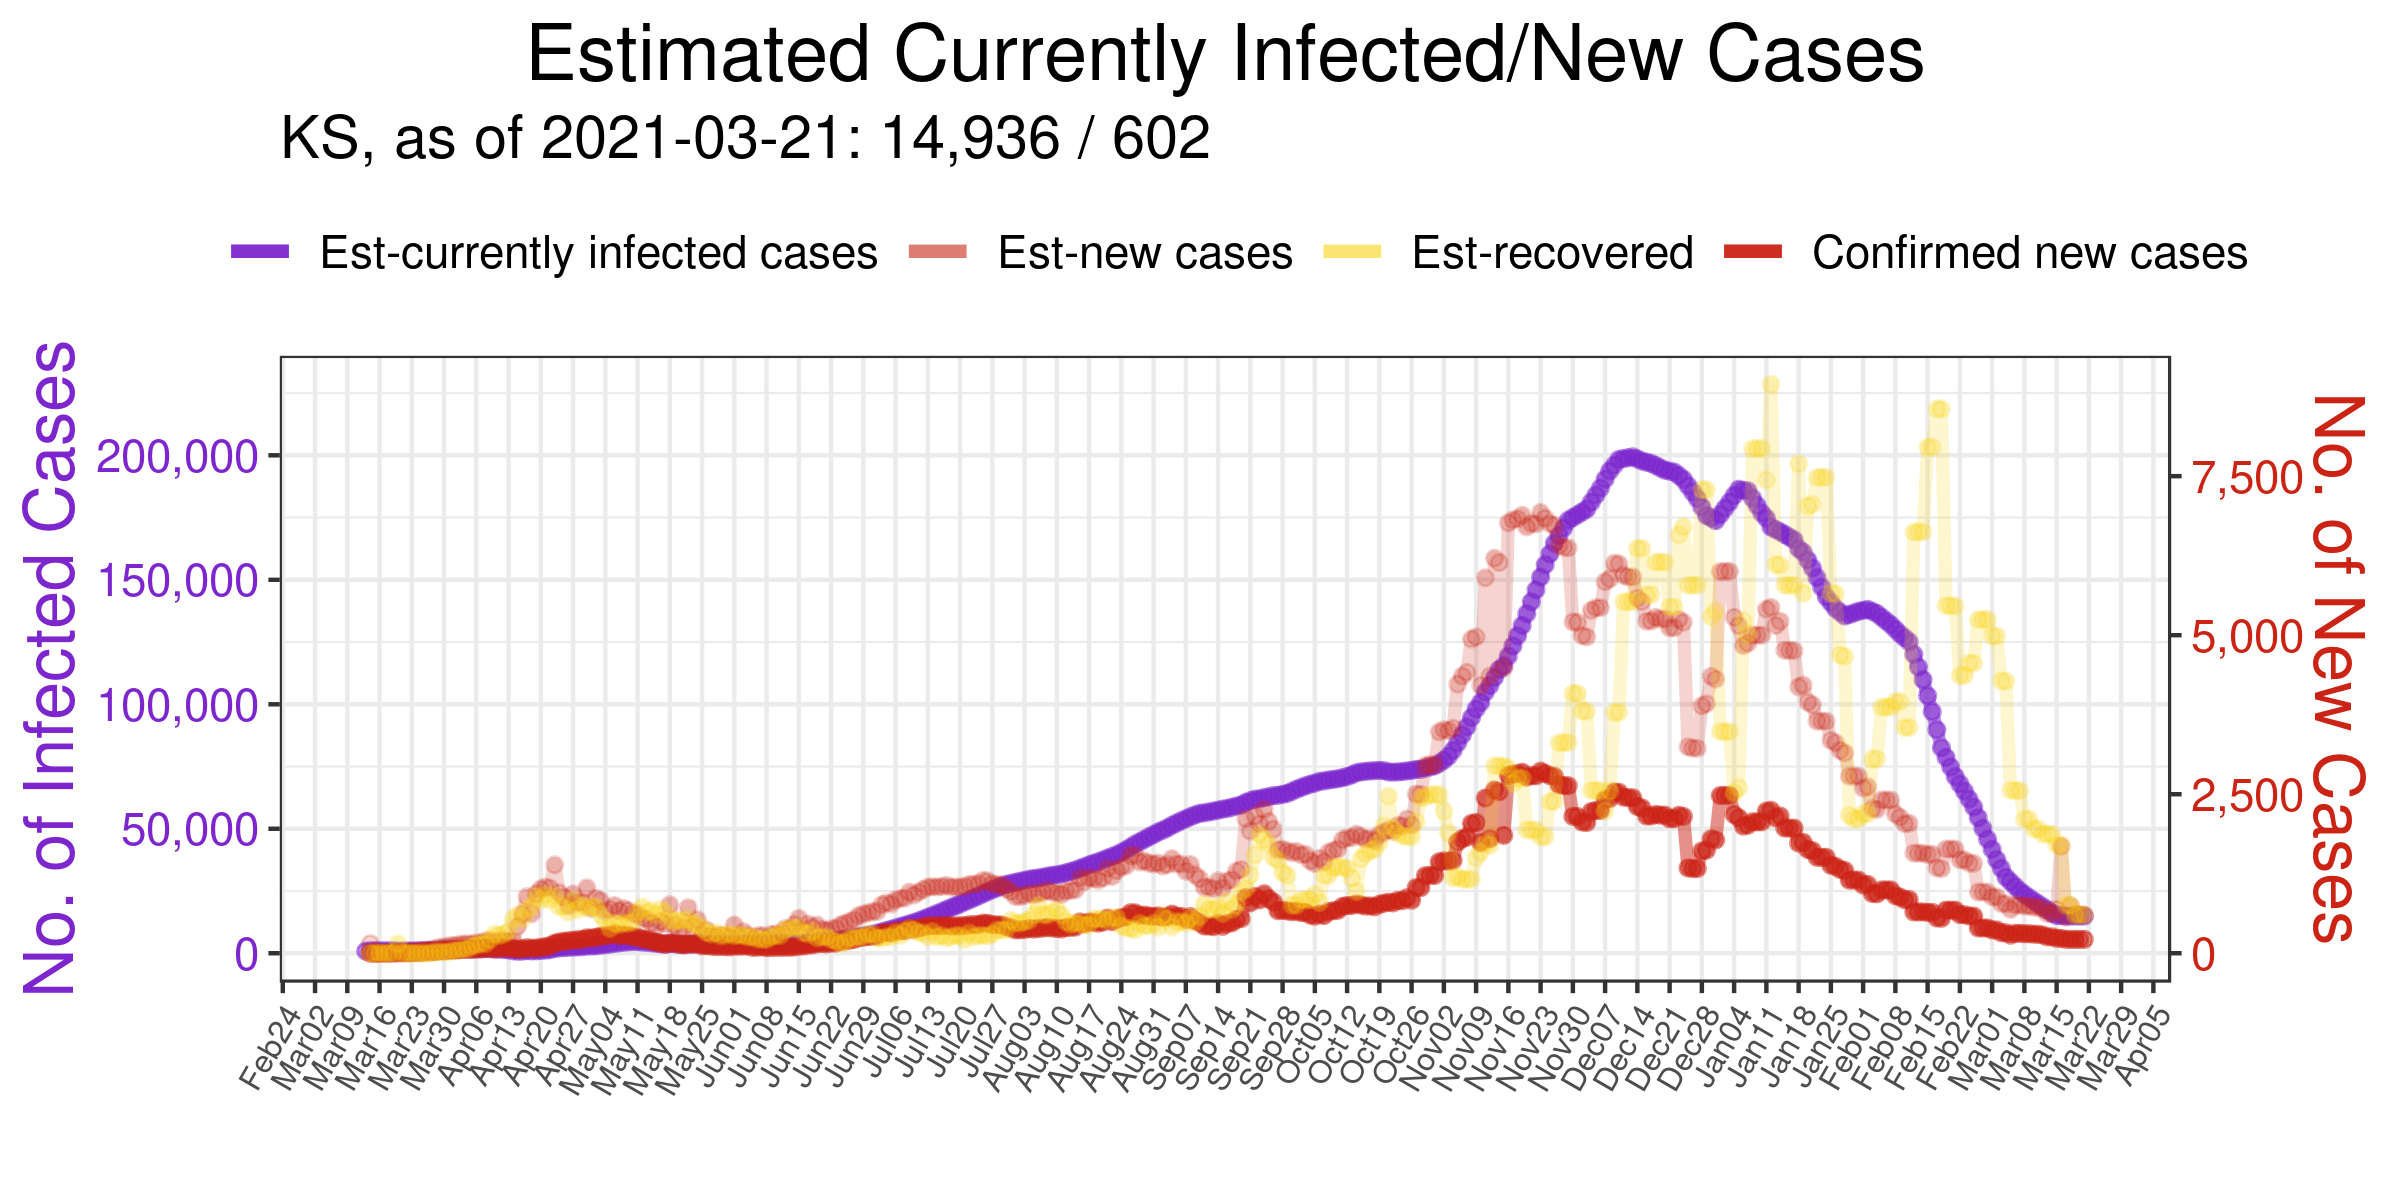 Estimated Currently Infected/New Cases
KS, as of 2021-03-21: 14,936 / 602
Est-currently infected cases Est-new cases Est-recovered Confirmed new cases
No. of Infected Cases
200,000
150,000
100,000
50,000
0
7,500
5,000
2,500
0
No. of New Cases
Feb24 Mar02 Mar09 Mar16 Mar23 Mar30 Apr06 Apr13 Apr20 Apr27 May04 May11 May18 May25 Jun01 Jun08 Jun15 Jun22 Jun29 Jul06 Jul13 Jul20 Jul27 Aug03 Aug10 Aug17 Aug24 Aug31 Sep07 Sep14 Sep21 Sep28 Oct05 Oct12 Oct19 Oct26 Nov02 Nov09 Nov16 Nov23 Nov30 Dec07 Dec14 Dec21 Dec28 Jan04 Jan11 Jan18 Jan25 Feb01 Feb08 Feb15 Feb22 Mar01 Mar08 Mar15 Mar22 Mar29 Apr05